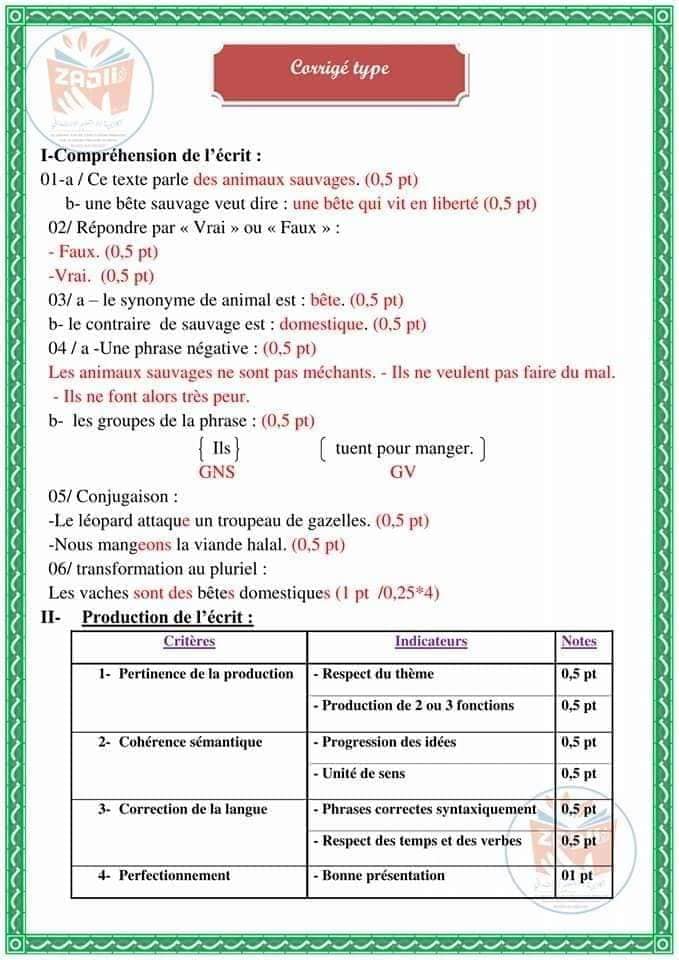 ZADll
Corrigé type
I-Compréhension de l’écrit :
01-a / Ce texte parle des animaux sauvages. (0,5 pt)
b- une bête sauvage veut dire : une bête qui vit en liberté (0,5 pt)
02/ Répondre par « Vrai » ou « Faux » :
- Faux. (0,5 pt)
-Vrai. (0,5 pt)
03/ a – le synonyme de animal est : bête. (0,5 pt)
b- le contraire de sauvage est : domestique. (0,5 pt)
04 / a -Une phrase négative : (0,5 pt)
Les animaux sauvages ne sont pas méchants. - Ils ne veulent pas faire du mal.
- Ils ne font alors très peur.
b- les groupes de la phrase : (0,5 pt)
{ Ils } [ tuent pour manger. ]
GNS GV
05/ Conjugaison :
-Le léopard attaque un troupeau de gazelles. (0,5 pt)
-Nous mangeons la viande halal. (0,5 pt)
06/ transformation au pluriel :
Les vaches sont des bêtes domestiques (1 pt /0,25*4)
II- Production de l’écrit :
Critères Indicateurs Notes
1- Pertinence de la production - Respect du thème 0,5 pt
- Production de 2 ou 3 fonctions 0,5 pt
2- Cohérence sémantique - Progression des idées 0,5 pt
- Unité de sens 0,5 pt
3- Correction de la langue - Phrases correctes syntaxiquement 0,5 pt
- Respect des temps et des verbes 0,5 pt
4- Perfectionnement - Bonne présentation 01 pt